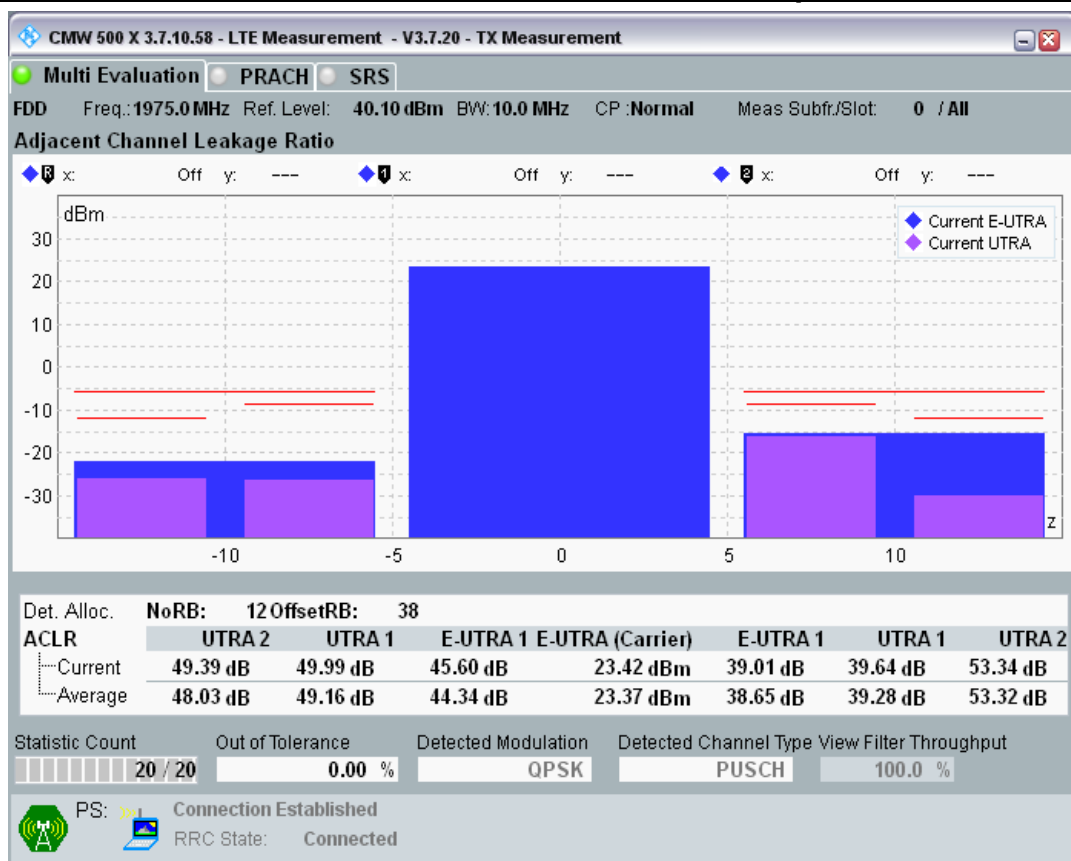 CMW 500 X 3.7.10.58 - LTE Measurement - V3.7.20 - TX Measurement
Multi Evaluation PRACH SRS
FDD Freq.: 1975.0 MHz Ref. Level: 40.10 dBm BW: 10.0 MHz CP : Normal Meas Subfr./Slot: 0 / All
Adjacent Channel Leakage Ratio
R x: Off y: --- 1 x: Off y: --- 2 x: Off y: ---
dBm
Current E-UTRA
Current UTRA
30
20
10
0
-10
-20
-30
z
-10 -5 0 5 10
Det. Alloc. NoRB: 12 OffsetRB: 38
ACLR UTRA 2 UTRA 1 E-UTRA 1 E-UTRA (Carrier) E-UTRA 1 UTRA 1 UTRA 2
Current 49.39 dB 49.99 dB 45.60 dB 23.42 dBm 39.01 dB 39.64 dB 53.34 dB
Average 48.03 dB 49.16 dB 44.34 dB 23.37 dBm 38.65 dB 39.28 dB 53.32 dB
Statistic Count Out of Tolerance Detected Modulation Detected Channel Type View Filter Throughput
20 / 20 0.00 % QPSK PUSCH 100.0 %
PS: Connection Established
RRC State: Connected